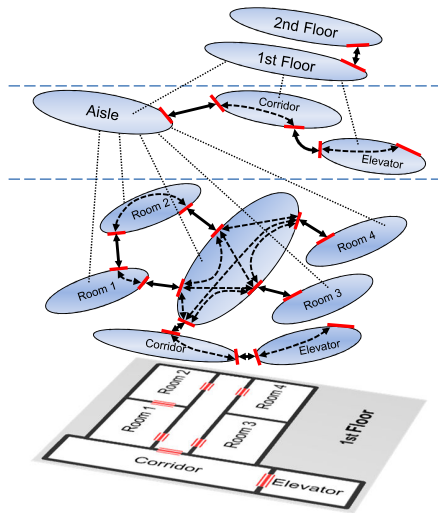 2nd Floor
1st Floor
Corridor
Aisle
Elevator
Room 2
Room 4
Room 1
Room 3
Corridor
Elevator
Room 2
Room 4
Room 1
Room 3
1st Floor
Corridor
Elevator